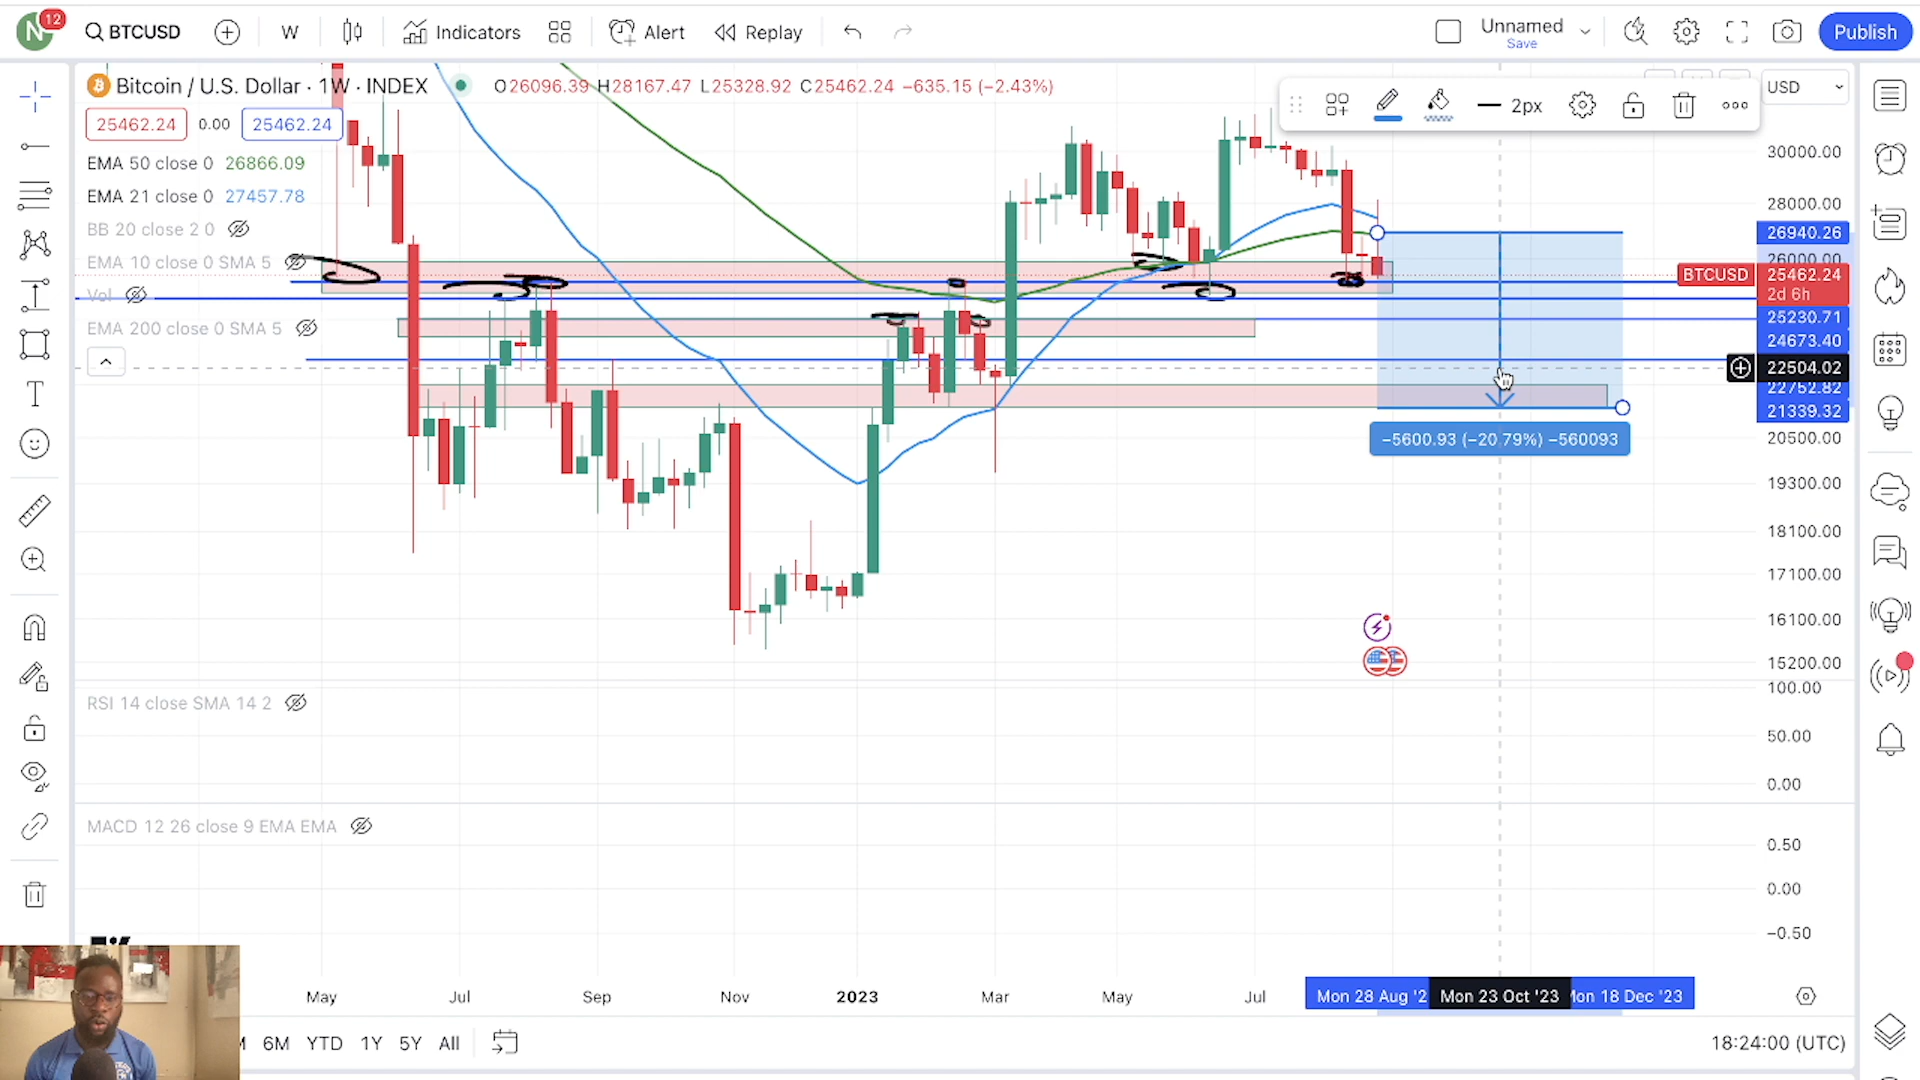 N 12 BTCUSD W Indicators Alert Replay Unnamed Save Publish
Bitcoin / U.S. Dollar · 1W · INDEX O26096.39 H28167.47 L25328.92 C25462.24 −635.15 (−2.43%)
2px
USD
25462.24 0.00 25462.24
EMA 50 close 0 26866.09
EMA 21 close 0 27457.78
BB 20 close 2 0
EMA 10 close 0 SMA 5
Vol
EMA 200 close 0 SMA 5
30000.00
28000.00
26940.26
26000.00
BTCUSD 25462.24
2d 6h
25230.71
24673.40
22504.02
22752.82
21339.32
20500.00
−5600.93 (−20.79%) −560093
19300.00
18100.00
17100.00
16100.00
15200.00
RSI 14 close SMA 14 2
100.00
50.00
0.00
MACD 12 26 close 9 EMA EMA
0.50
0.00
−0.50
May Jul Sep Nov 2023 Mar May Jul Mon 28 Aug '2 Mon 23 Oct '23 Mon 18 Dec '23
6M YTD 1Y 5Y All
18:24:00 (UTC)